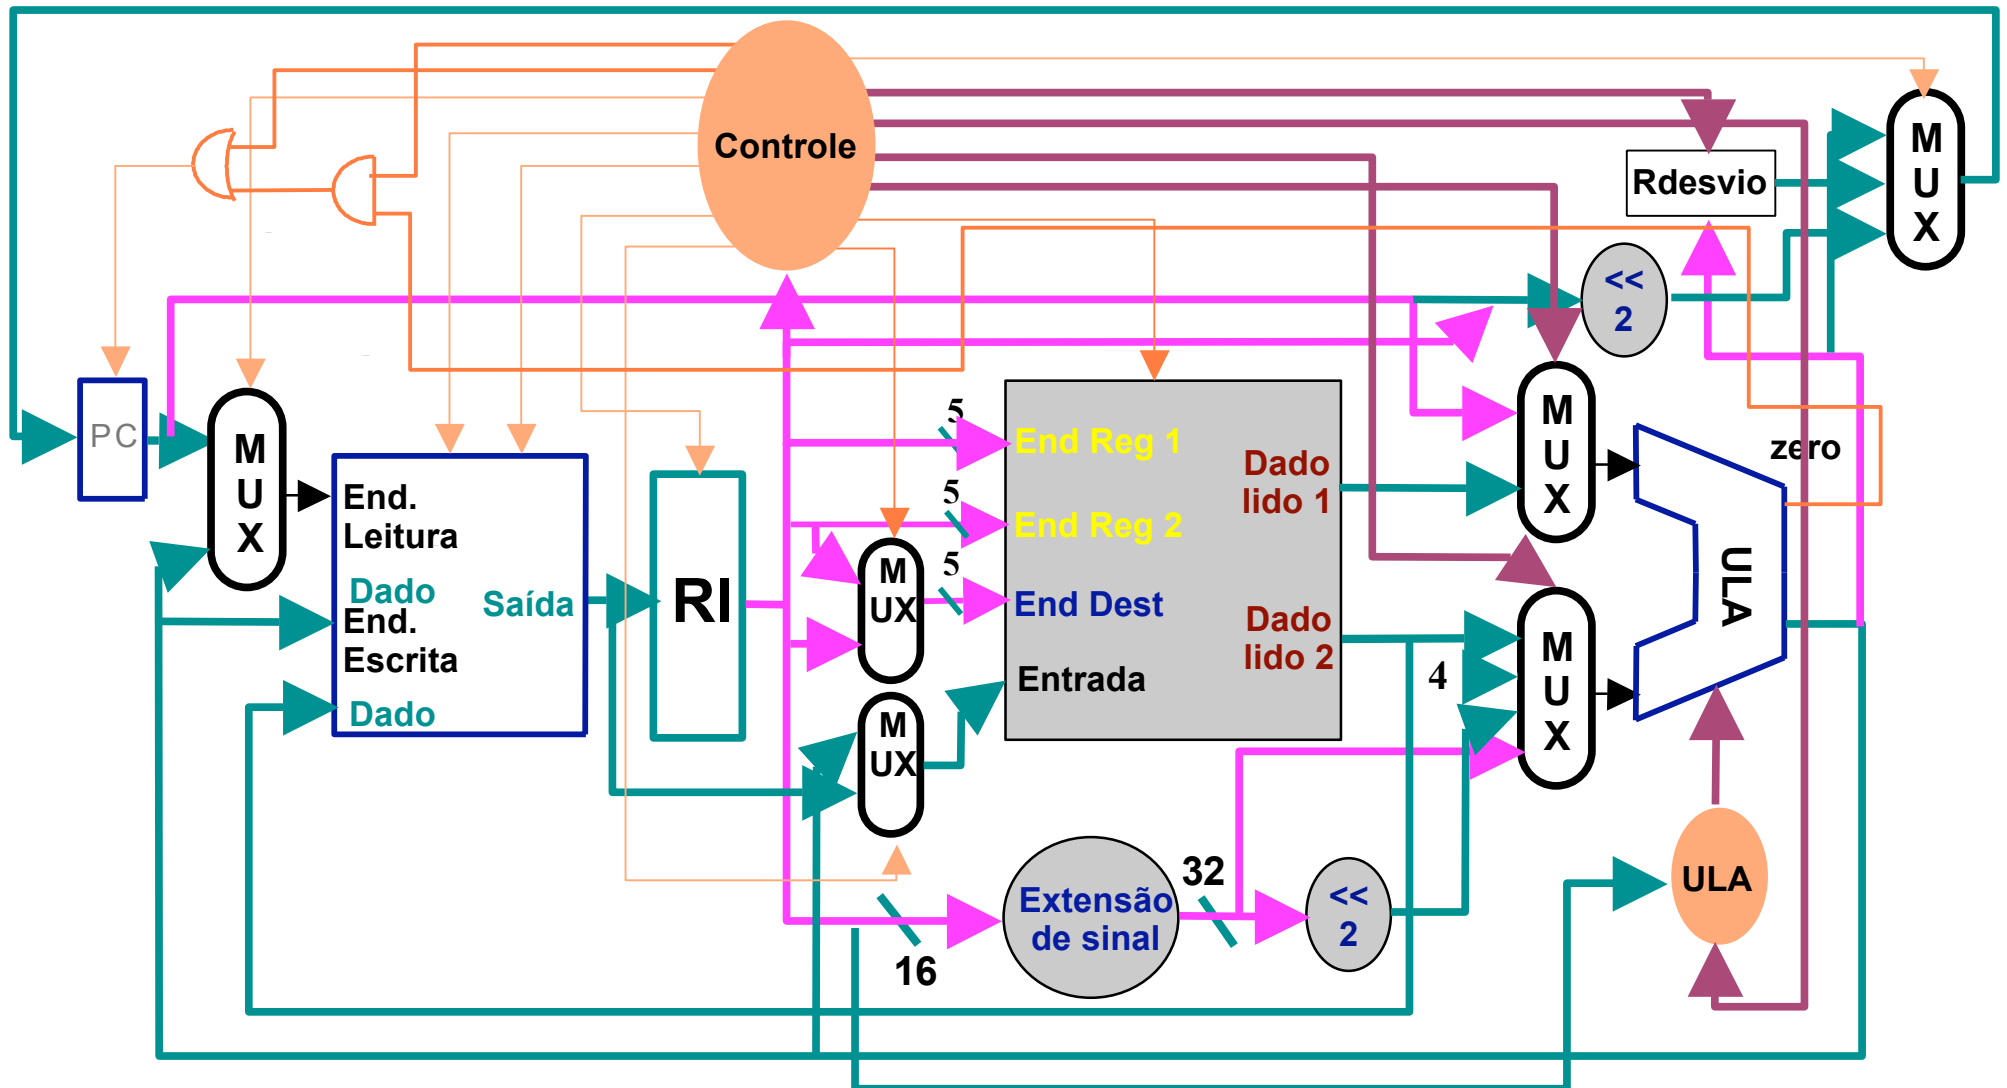 Controle
M
U
X
Rdesvio
<<
2
PC
M
U
X
End.
Leitura
Dado
End.
Escrita
Dado
Saída
RI
5
5
5
M
UX
M
UX
End Reg 1
End Reg 2
End Dest
Entrada
Dado
lido 1
Dado
lido 2
M
U
X
4
M
U
X
zero
ULA
ULA
16
Extensão
de sinal
32
<<
2